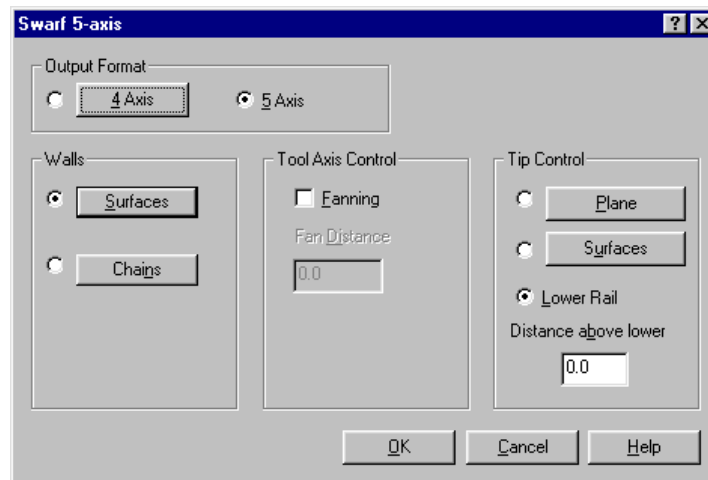 Swarf 5-axis
Output Format
4 Axis
5 Axis
Walls
Surfaces
Chains
Tool Axis Control
Fanning
Fan Distance
0.0
Tip Control
Plane
Surfaces
Lower Rail
Distance above lower
0.0
OK
Cancel
Help